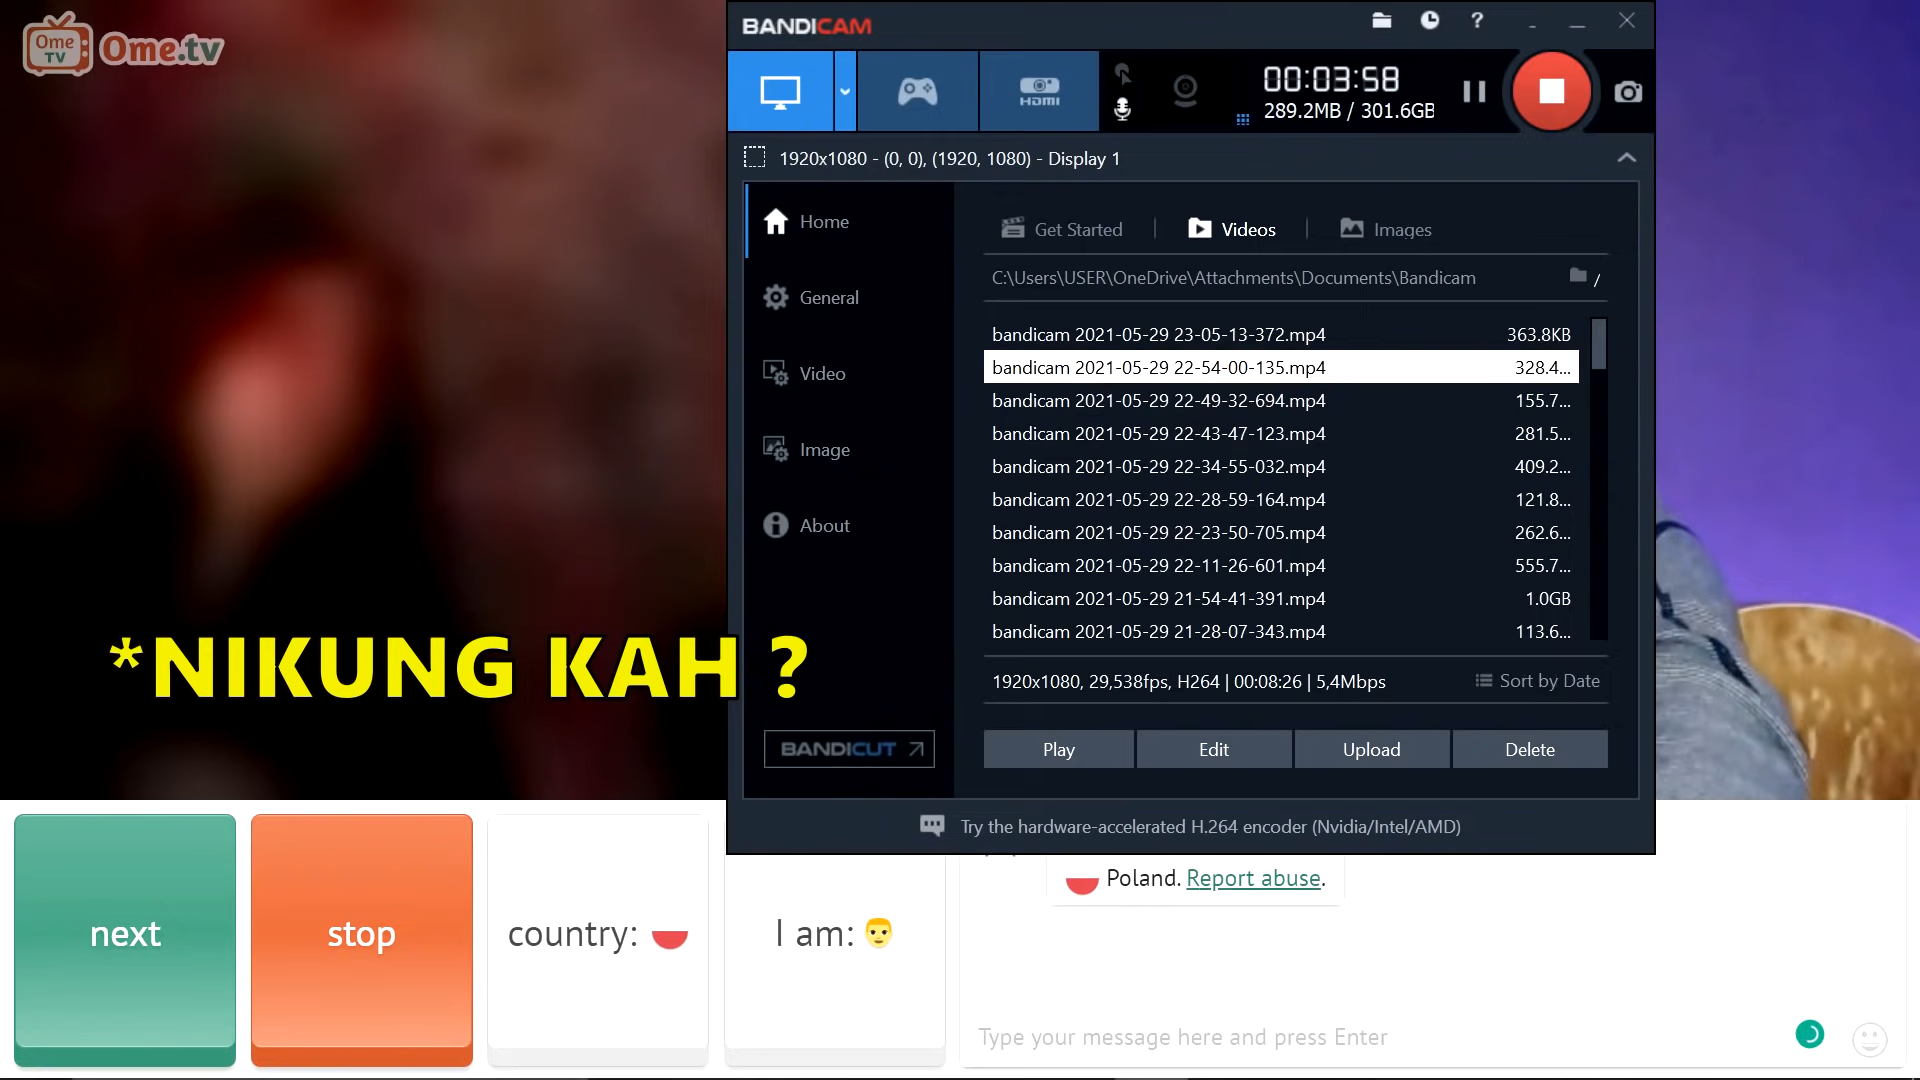 Ome TV
Ome.tv
BANDICAM
?
HDMI
00:03:58
289.2MB / 301.6GB
1920x1080 - (0, 0), (1920, 1080) - Display 1
Home
General
Video
Image
About
BANDICUT
Get Started
Videos
Images
C:\Users\USER\OneDrive\Attachments\Documents\Bandicam
/
bandicam 2021-05-29 23-05-13-372.mp4 363.8KB
bandicam 2021-05-29 22-54-00-135.mp4 328.4...
bandicam 2021-05-29 22-49-32-694.mp4 155.7...
bandicam 2021-05-29 22-43-47-123.mp4 281.5...
bandicam 2021-05-29 22-34-55-032.mp4 409.2...
bandicam 2021-05-29 22-28-59-164.mp4 121.8...
bandicam 2021-05-29 22-23-50-705.mp4 262.6...
bandicam 2021-05-29 22-11-26-601.mp4 555.7...
bandicam 2021-05-29 21-54-41-391.mp4 1.0GB
bandicam 2021-05-29 21-28-07-343.mp4 113.6...
1920x1080, 29,538fps, H264 | 00:08:26 | 5,4Mbps
Sort by Date
Play
Edit
Upload
Delete
Try the hardware-accelerated H.264 encoder (Nvidia/Intel/AMD)
*NIKUNG KAH ?
next
stop
country:
I am:
Poland. Report abuse.
Type your message here and press Enter